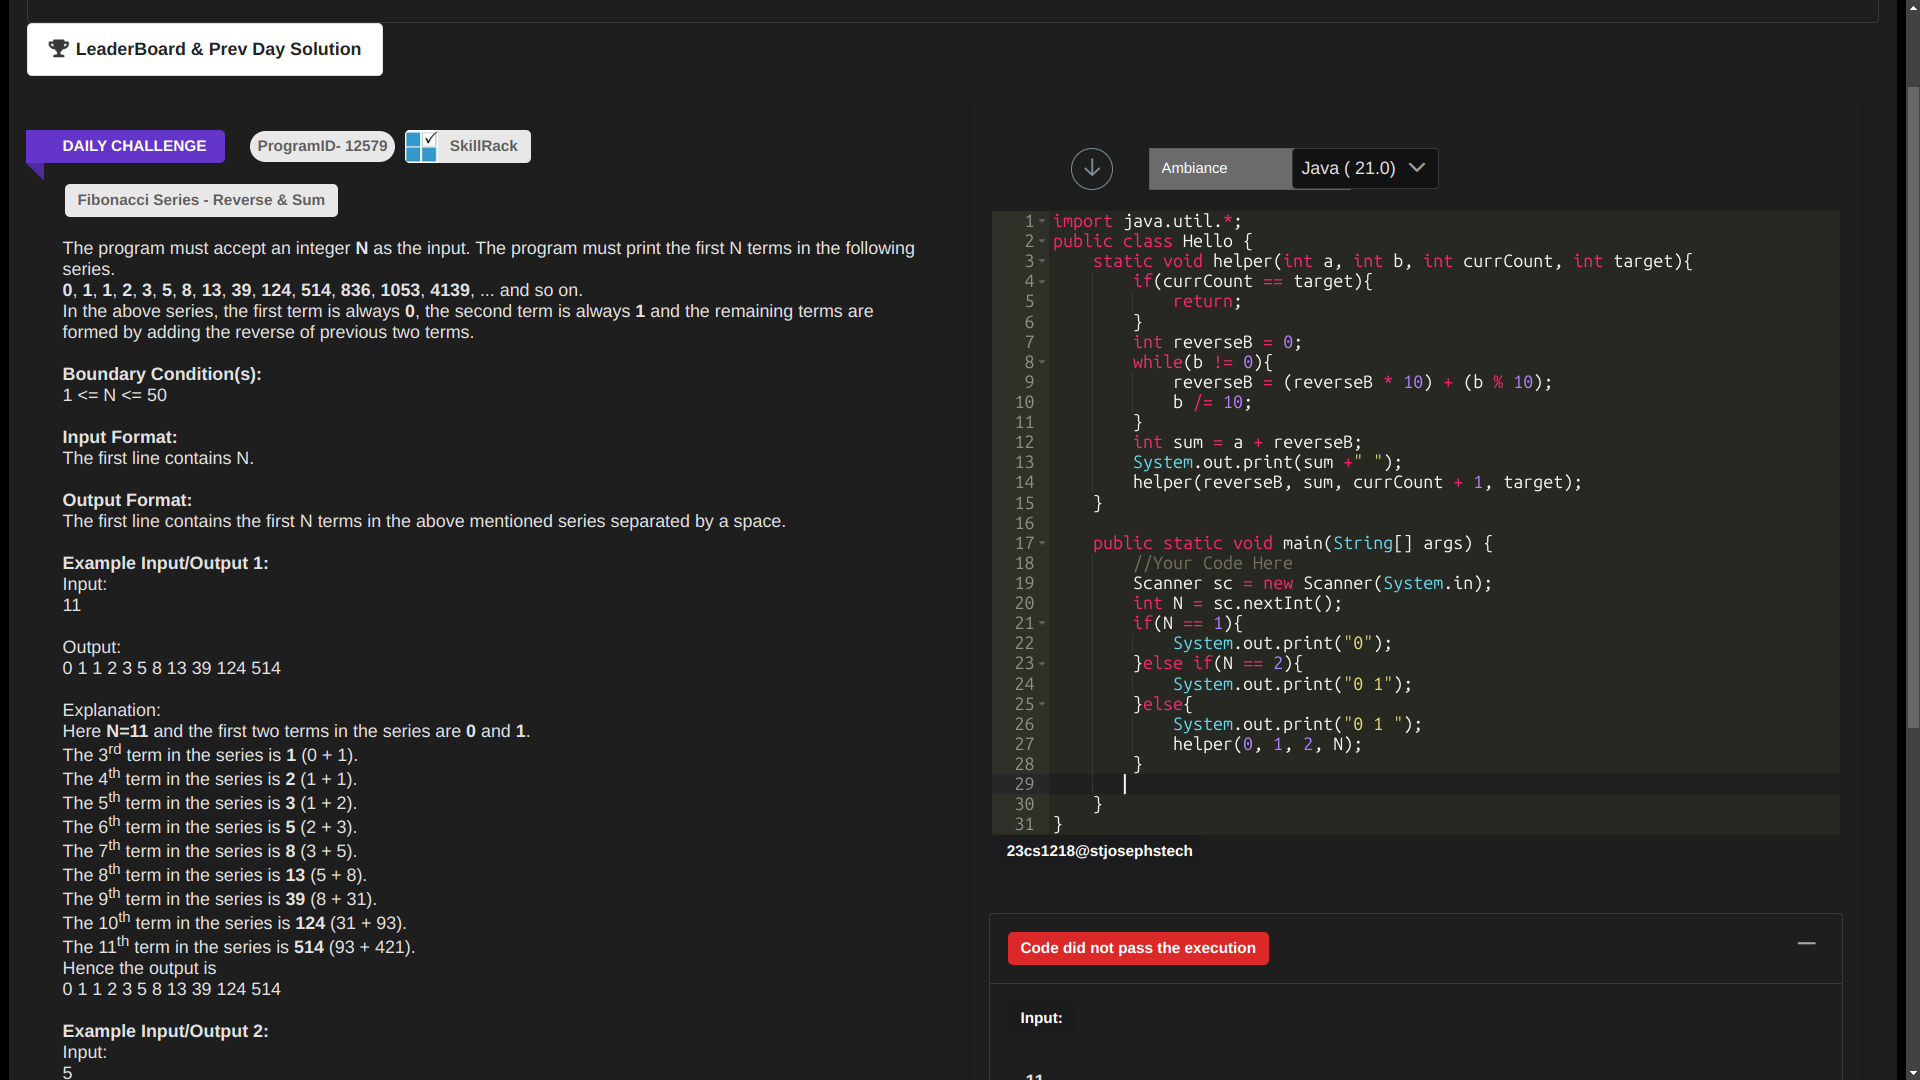 LeaderBoard & Prev Day Solution
DAILY CHALLENGE
ProgramID- 12579
SkillRack
Fibonacci Series - Reverse & Sum
The program must accept an integer N as the input. The program must print the first N terms in the following
series.
0, 1, 1, 2, 3, 5, 8, 13, 39, 124, 514, 836, 1053, 4139, ... and so on.
In the above series, the first term is always 0, the second term is always 1 and the remaining terms are
formed by adding the reverse of previous two terms.
Boundary Condition(s):
1 <= N <= 50
Input Format:
The first line contains N.
Output Format:
The first line contains the first N terms in the above mentioned series separated by a space.
Example Input/Output 1:
Input:
11
Output:
0 1 1 2 3 5 8 13 39 124 514
Explanation:
Here N=11 and the first two terms in the series are 0 and 1.
The 3rd term in the series is 1 (0 + 1).
The 4th term in the series is 2 (1 + 1).
The 5th term in the series is 3 (1 + 2).
The 6th term in the series is 5 (2 + 3).
The 7th term in the series is 8 (3 + 5).
The 8th term in the series is 13 (5 + 8).
The 9th term in the series is 39 (8 + 31).
The 10th term in the series is 124 (31 + 93).
The 11th term in the series is 514 (93 + 421).
Hence the output is
0 1 1 2 3 5 8 13 39 124 514
Example Input/Output 2:
Input:
5
Ambiance
Java ( 21.0)
1 import java.util.*;
2 public class Hello {
3     static void helper(int a, int b, int currCount, int target){
4         if(currCount == target){
5             return;
6         }
7         int reverseB = 0;
8         while(b != 0){
9             reverseB = (reverseB * 10) + (b % 10);
10             b /= 10;
11         }
12         int sum = a + reverseB;
13         System.out.print(sum +" ");
14         helper(reverseB, sum, currCount + 1, target);
15     }
16
17     public static void main(String[] args) {
18         //Your Code Here
19         Scanner sc = new Scanner(System.in);
20         int N = sc.nextInt();
21         if(N == 1){
22             System.out.print("0");
23         }else if(N == 2){
24             System.out.print("0 1");
25         }else{
26             System.out.print("0 1 ");
27             helper(0, 1, 2, N);
28         }
29
30     }
31 }
23cs1218@stjosephstech
Code did not pass the execution
Input:
11